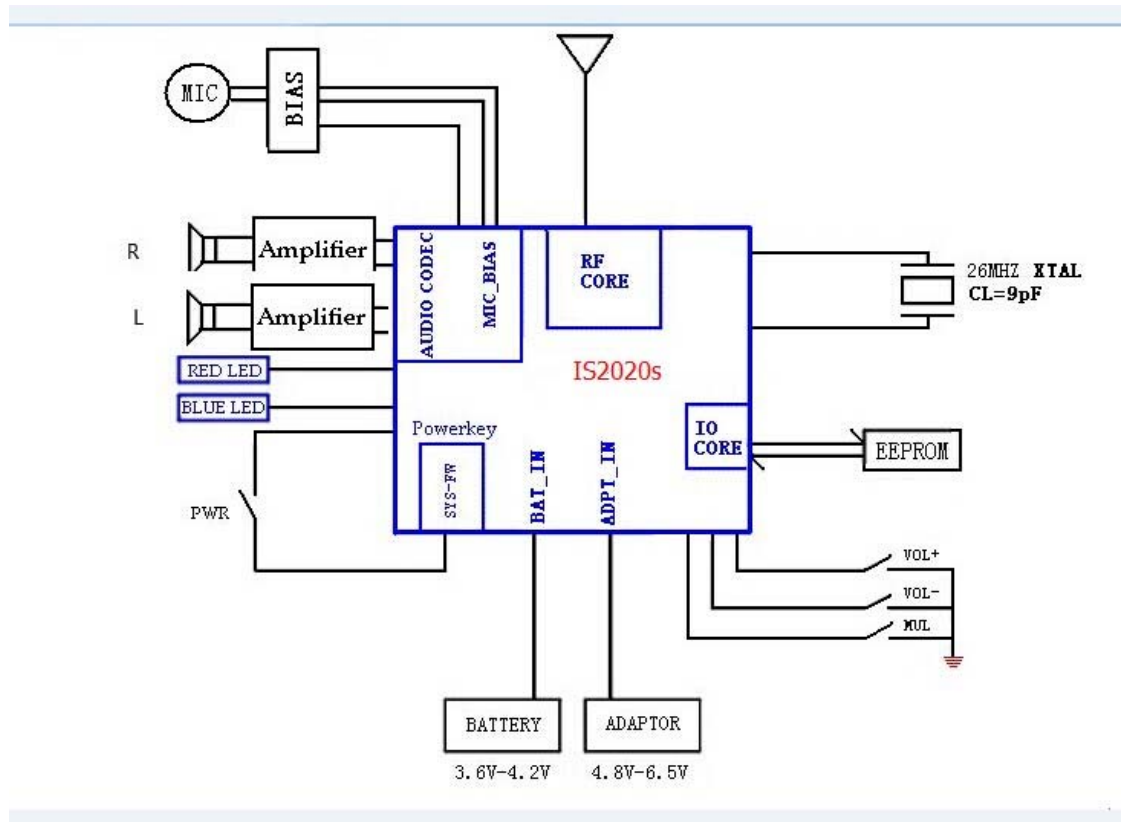 MIC
BIAS
R
Amplifier
L
Amplifier
AUDIO CODEC
MIC_BIAS
RF
CORE
26MHZ XTAL
CL=9pF
IS2020s
RED LED
BLUE LED
Powerkey
SYS-FW
BAT_IN
ADPT_IN
IO
CORE
EEPROM
PWR
VOL+
VOL-
MUL
BATTERY
ADAPTOR
3.6V-4.2V
4.8V-6.5V